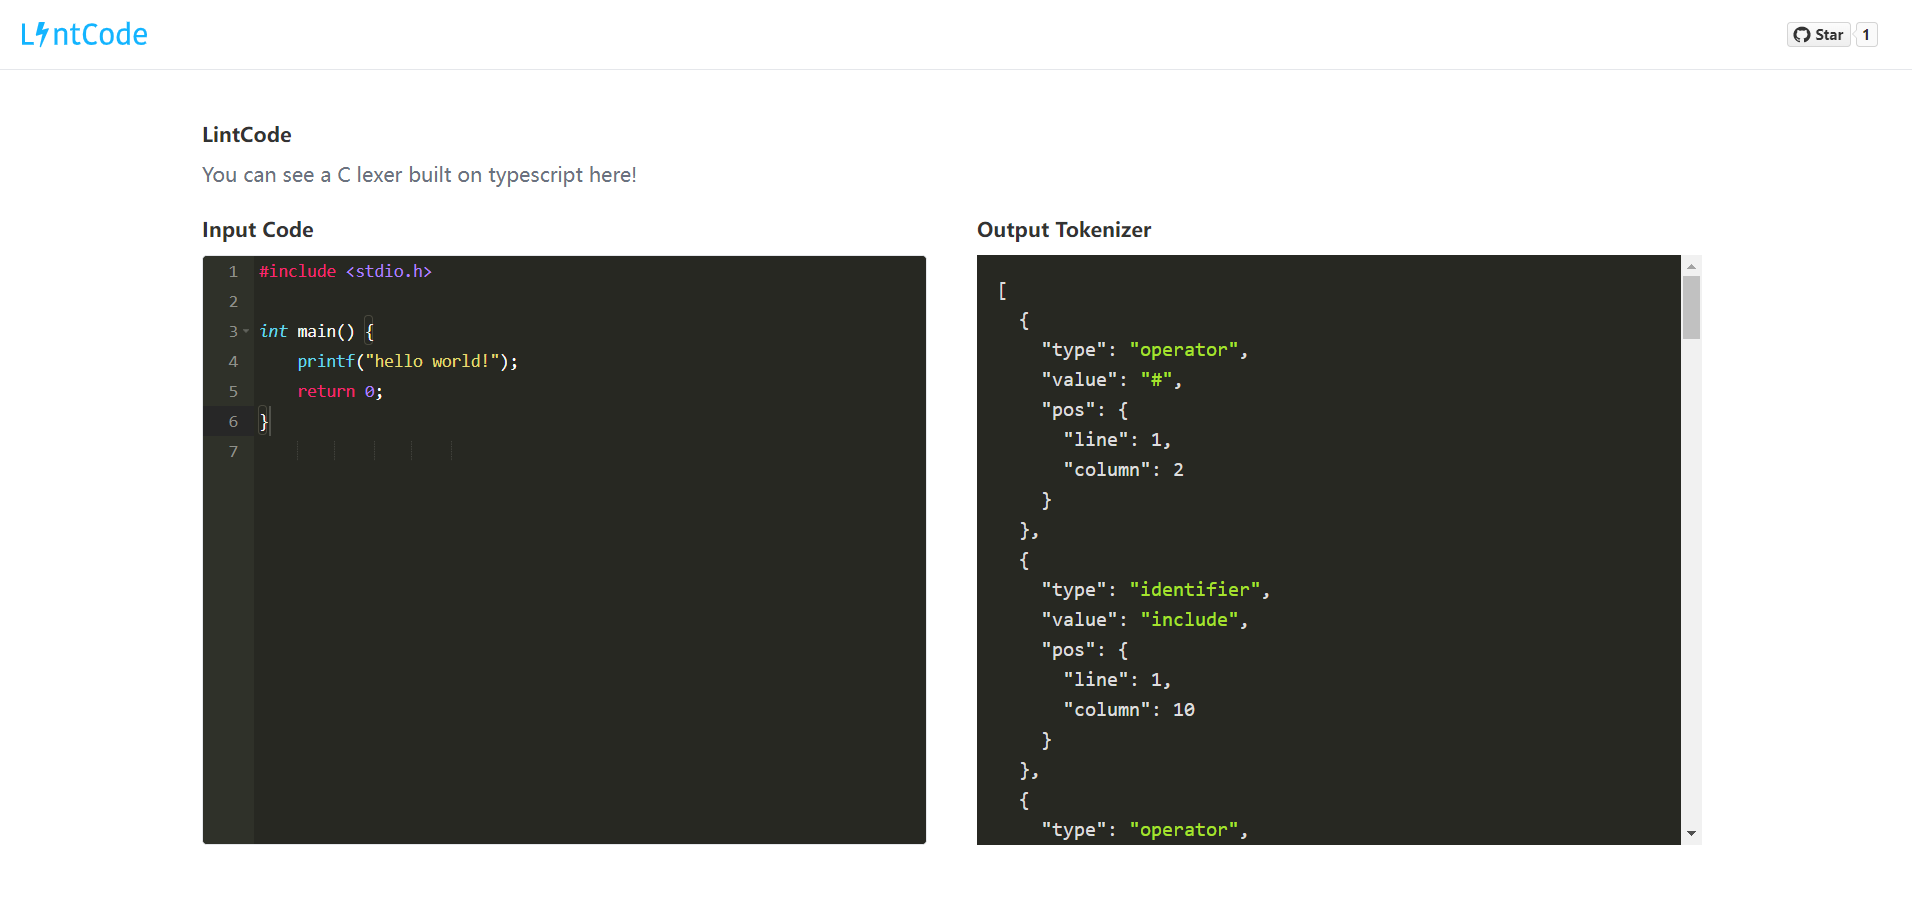 L⚡ntCode
Star 1
LintCode
You can see a C lexer built on typescript here!
Input Code
1 #include <stdio.h>
2
3 int main() {
4     printf("hello world!");
5     return 0;
6 }
7
Output Tokenizer
[
  {
    "type": "operator",
    "value": "#",
    "pos": {
      "line": 1,
      "column": 2
    }
  },
  {
    "type": "identifier",
    "value": "include",
    "pos": {
      "line": 1,
      "column": 10
    }
  },
  {
    "type": "operator",